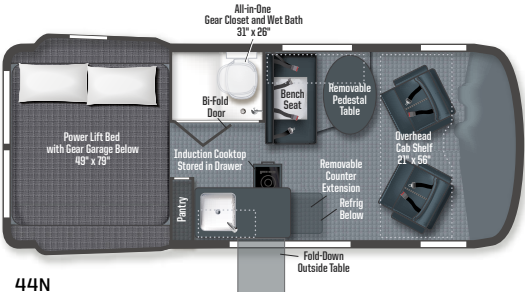 All-in-One
Gear Closet and Wet Bath
31" x 26"
Bi-Fold
Door
Bench
Seat
Removable
Pedestal
Table
Power Lift Bed
with Gear Garage Below
49" x 79"
Overhead
Cab Shelf
21" x 56"
Induction Cooktop
Stored in Drawer
Removable
Counter
Extension
Pantry
Refrig
Below
Fold-Down
Outside Table
44N